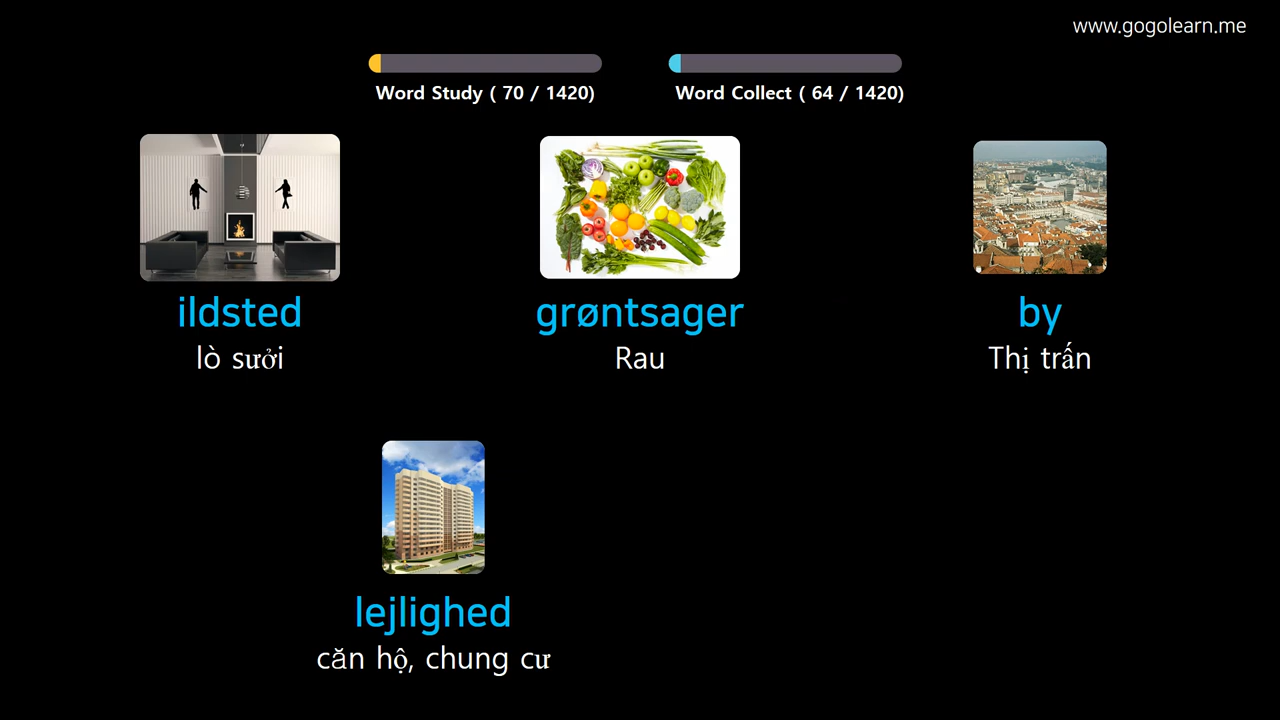 www.gogolearn.me
Word Study ( 70 / 1420)
Word Collect ( 64 / 1420)
ildsted
lò sưởi
grøntsager
Rau
by
Thị trấn
lejlighed
căn hộ, chung cư